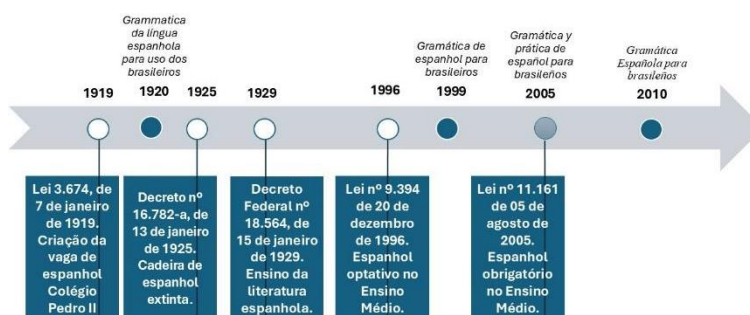 Grammatica
da língua
espanhola
para uso dos
brasileiros
Gramática de
espanhol para
brasileiros
Gramática y
prática de
español para
brasileños
Gramática
Española para
brasileños
1919
1920
1925
1929
1996
1999
2005
2010
Lei 3.674, de
7 de janeiro
de 1919.
Criação da
vaga de
espanhol
Colégio
Pedro II
Decreto nº
16.782-a, de
13 de janeiro
de 1925.
Cadeira de
espanhol
extinta.
Decreto
Federal nº
18.564, de
15 de janeiro
de 1929.
Ensino da
literatura
espanhola.
Lei nº 9.394
de 20 de
dezembro
de 1996.
Espanhol
optativo no
Ensino
Médio.
Lei nº 11.161
de 05 de
agosto de
2005.
Espanhol
obrigatório
no Ensino
Médio.